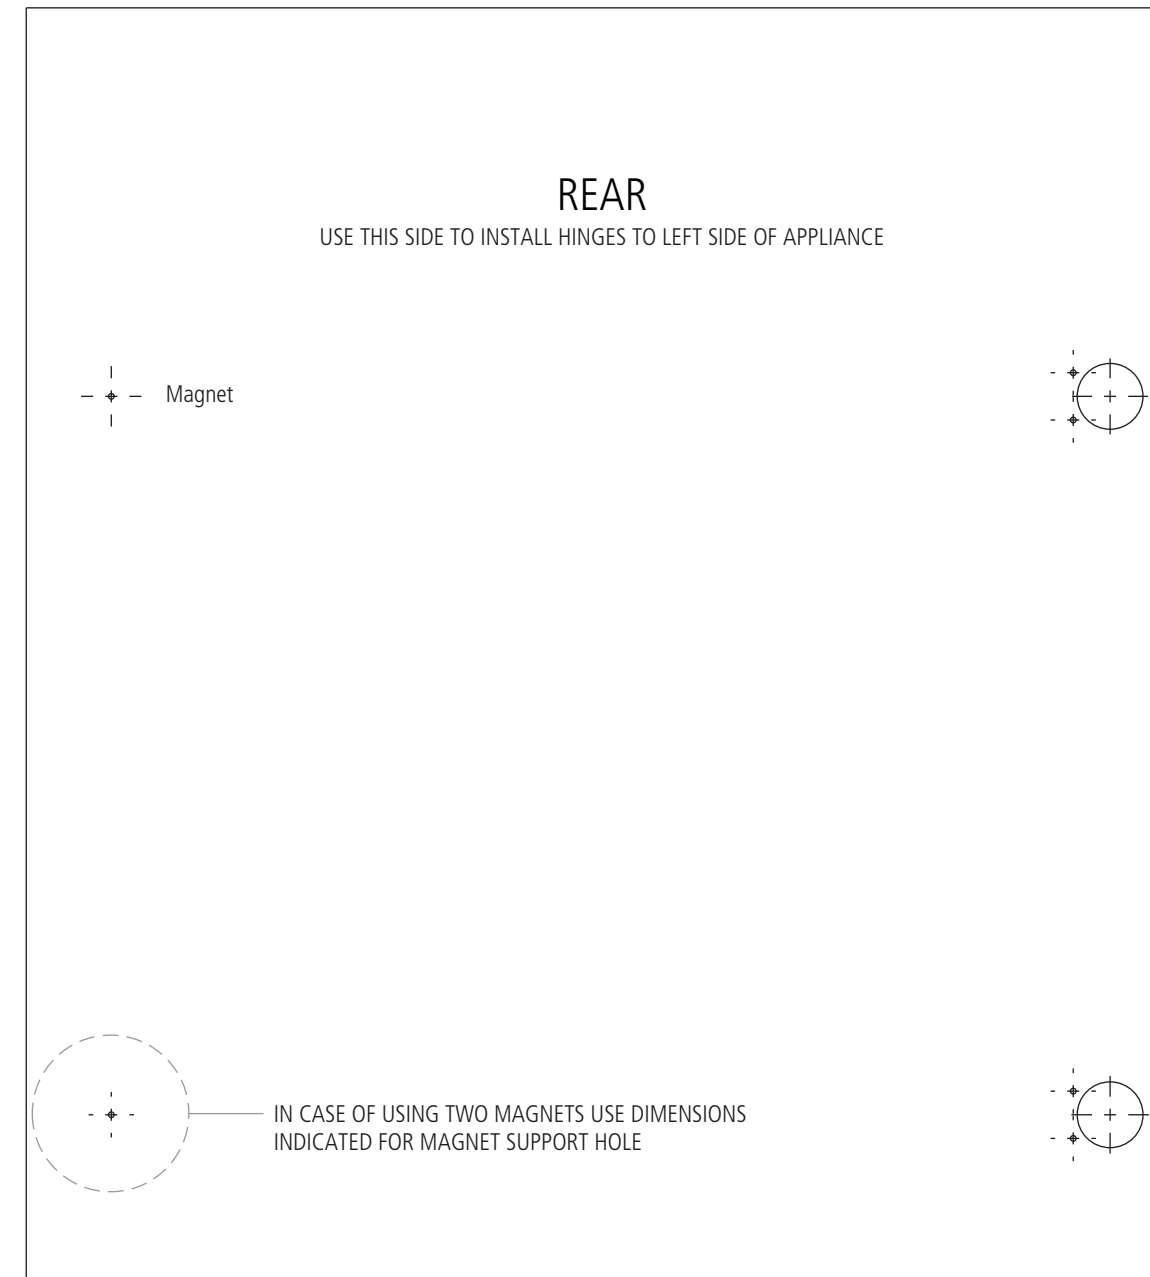 REAR
USE THIS SIDE TO INSTALL HINGES TO LEFT SIDE OF APPLIANCE
Magnet
IN CASE OF USING TWO MAGNETS USE DIMENSIONS
INDICATED FOR MAGNET SUPPORT HOLE